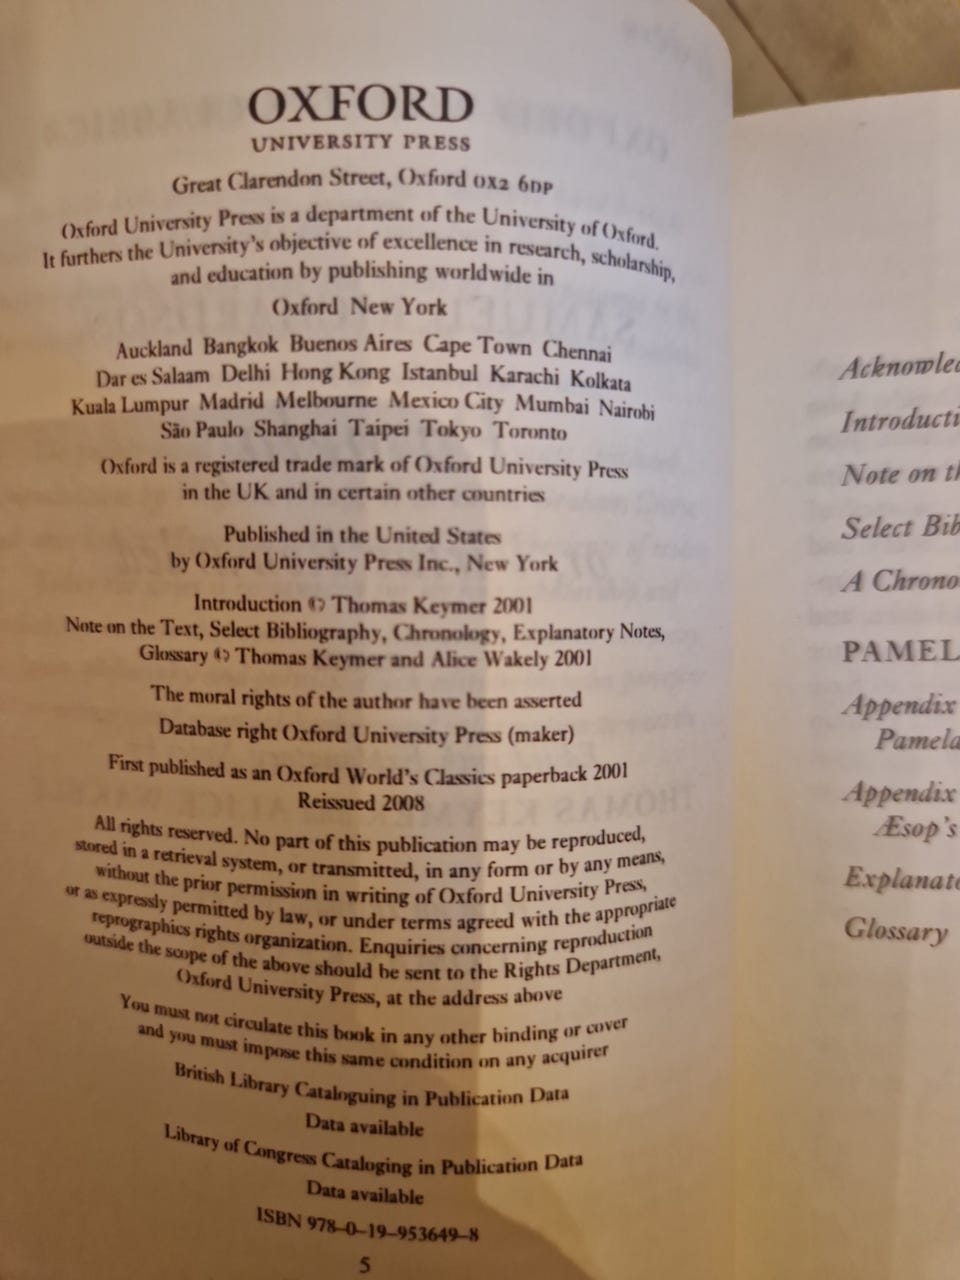 OXFORD
UNIVERSITY PRESS
Great Clarendon Street, Oxford OX2 6DP
Oxford University Press is a department of the University of Oxford.
It furthers the University's objective of excellence in research, scholarship,
and education by publishing worldwide in
Oxford New York
Auckland Bangkok Buenos Aires Cape Town Chennai
Dar es Salaam Delhi Hong Kong Istanbul Karachi Kolkata
Kuala Lumpur Madrid Melbourne Mexico City Mumbai Nairobi
São Paulo Shanghai Taipei Tokyo Toronto
Oxford is a registered trade mark of Oxford University Press
in the UK and in certain other countries
Published in the United States
by Oxford University Press Inc., New York
Introduction © Thomas Keymer 2001
Note on the Text, Select Bibliography, Chronology, Explanatory Notes,
Glossary © Thomas Keymer and Alice Wakely 2001
The moral rights of the author have been asserted
Database right Oxford University Press (maker)
First published as an Oxford World's Classics paperback 2001
Reissued 2008
All rights reserved. No part of this publication may be reproduced,
stored in a retrieval system, or transmitted, in any form or by any means,
without the prior permission in writing of Oxford University Press,
or as expressly permitted by law, or under terms agreed with the appropriate
reprographics rights organization. Enquiries concerning reproduction
outside the scope of the above should be sent to the Rights Department,
Oxford University Press, at the address above
You must not circulate this book in any other binding or cover
and you must impose this same condition on any acquirer
British Library Cataloguing in Publication Data
Data available
Library of Congress Cataloging in Publication Data
Data available
ISBN 978–0–19–953649–8
5
Acknowled
Introducti
Note on th
Select Bib
A Chrono
PAMEL
Appendix
Pamela
Appendix
Æsop's
Explanato
Glossary